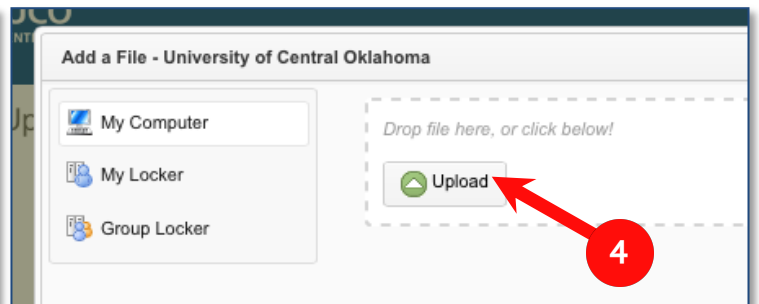 Add a File - University of Central Oklahoma
My Computer
My Locker
Group Locker
Drop file here, or click below!
Upload
4